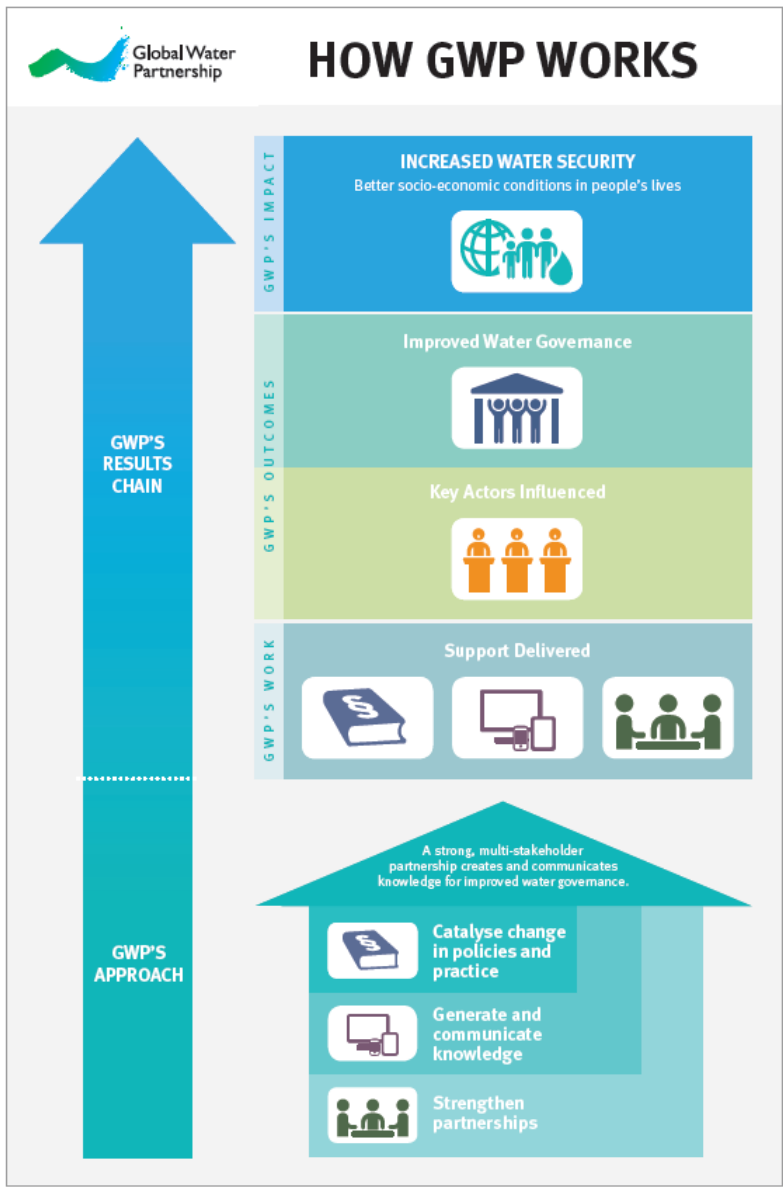 Global Water
Partnership
HOW GWP WORKS
GWP'S IMPACT
INCREASED WATER SECURITY
Better socio-economic conditions in people's lives
GWP'S OUTCOMES
Improved Water Governance
Key Actors Influenced
GWP'S
RESULTS
CHAIN
GWP'S WORK
Support Delivered
§
A strong, multi-stakeholder
partnership creates and communicates
knowledge for improved water governance.
GWP'S
APPROACH
§
Catalyse change
in policies and
practice
Generate and
communicate
knowledge
Strengthen
partnerships